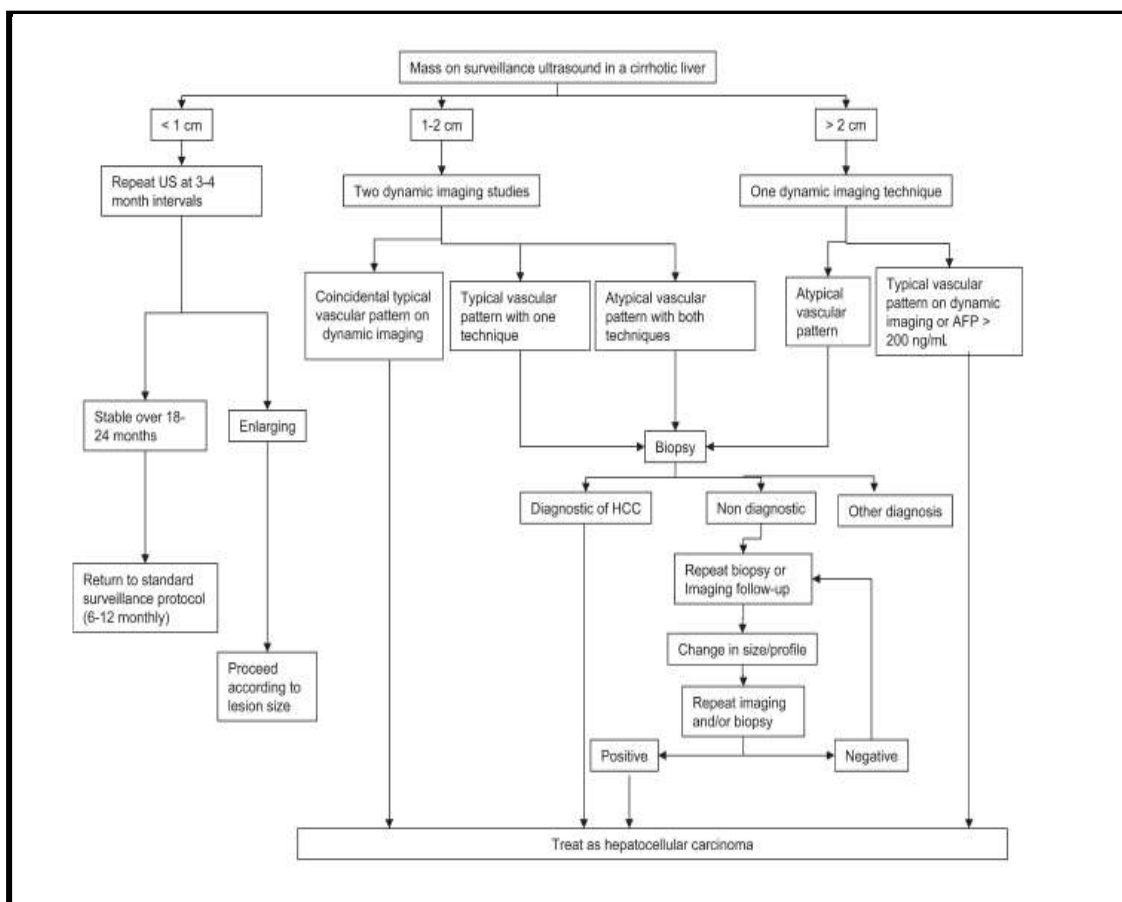 Mass on surveillance ultrasound in a cirrhotic liver
< 1 cm
1-2 cm
> 2 cm
Repeat US at 3-4
month intervals
Two dynamic imaging studies
One dynamic imaging technique
Coincidental typical
vascular pattern on
dynamic imaging
Typical vascular
pattern with one
technique
Atypical vascular
pattern with both
techniques
Atypical
vascular
pattern
Typical vascular
pattern on dynamic
imaging or AFP >
200 ng/mL
Stable over 18-
24 months
Enlarging
Biopsy
Diagnostic of HCC
Non diagnostic
Other diagnosis
Return to standard
surveillance protocol
(6-12 monthly)
Repeat biopsy or
Imaging follow-up
Change in size/profile
Proceed
according to
lesion size
Repeat imaging
and/or biopsy
Positive
Negative
Treat as hepatocellular carcinoma